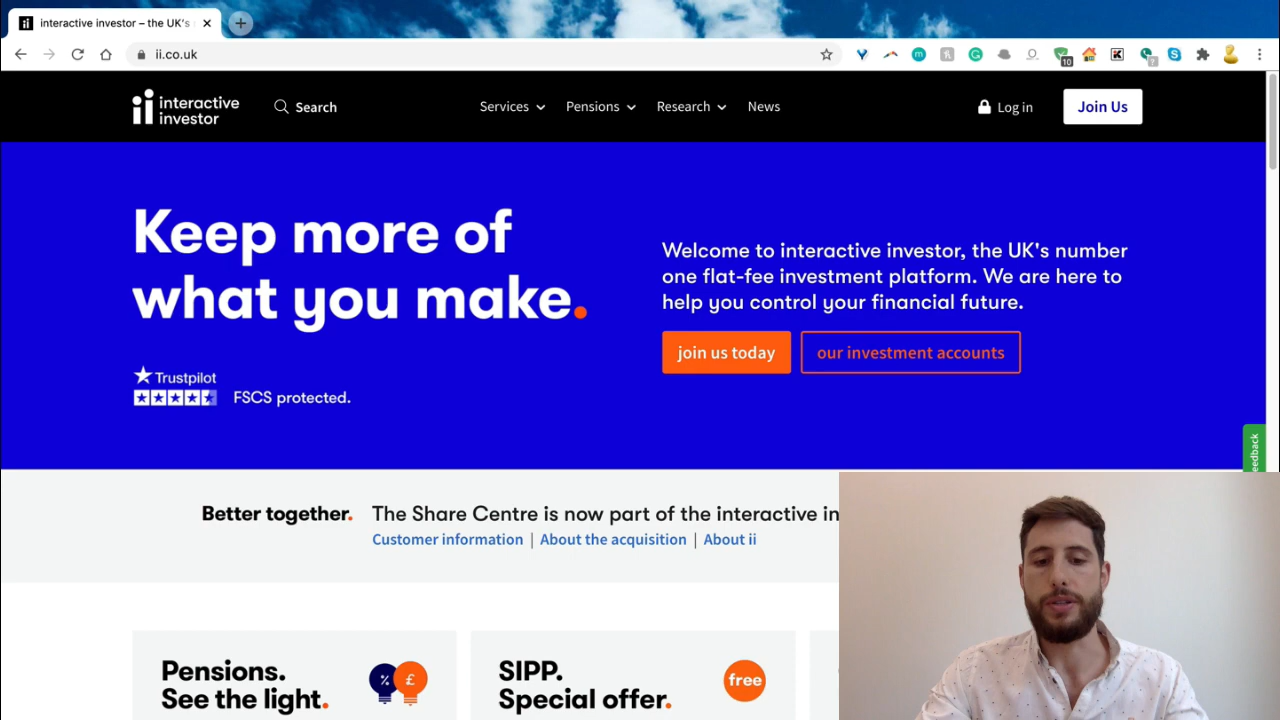 interactive investor – the UK's
ii.co.uk
10
?
interactive
investor
Search
Services
Pensions
Research
News
Log in
Join Us
Keep more of
what you make.
Trustpilot
FSCS protected.
Welcome to interactive investor, the UK's number
one flat-fee investment platform. We are here to
help you control your financial future.
join us today
our investment accounts
eedback
Better together.
The Share Centre is now part of the interactive in
Customer information | About the acquisition | About ii
Pensions.
See the light.
% £
SIPP.
Special offer.
free